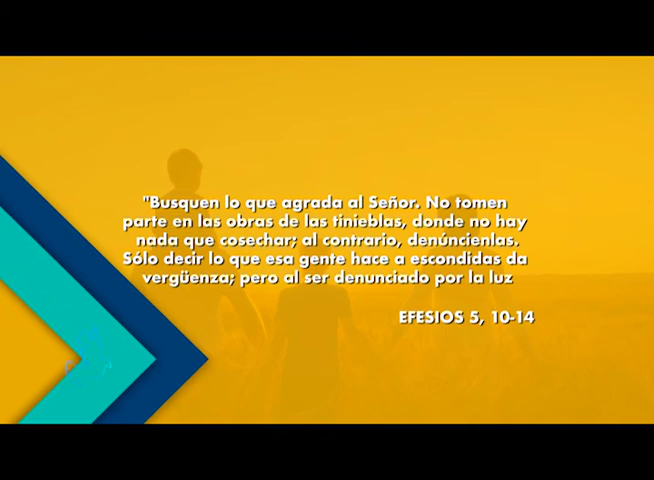 "Busquen lo que agrada al Señor. No tomen
parte en las obras de las tinieblas, donde no hay
nada que cosechar; al contrario, denúncienlas.
Sólo decir lo que esa gente hace a escondidas da
vergüenza; pero al ser denunciado por la luz
EFESIOS 5, 10-14